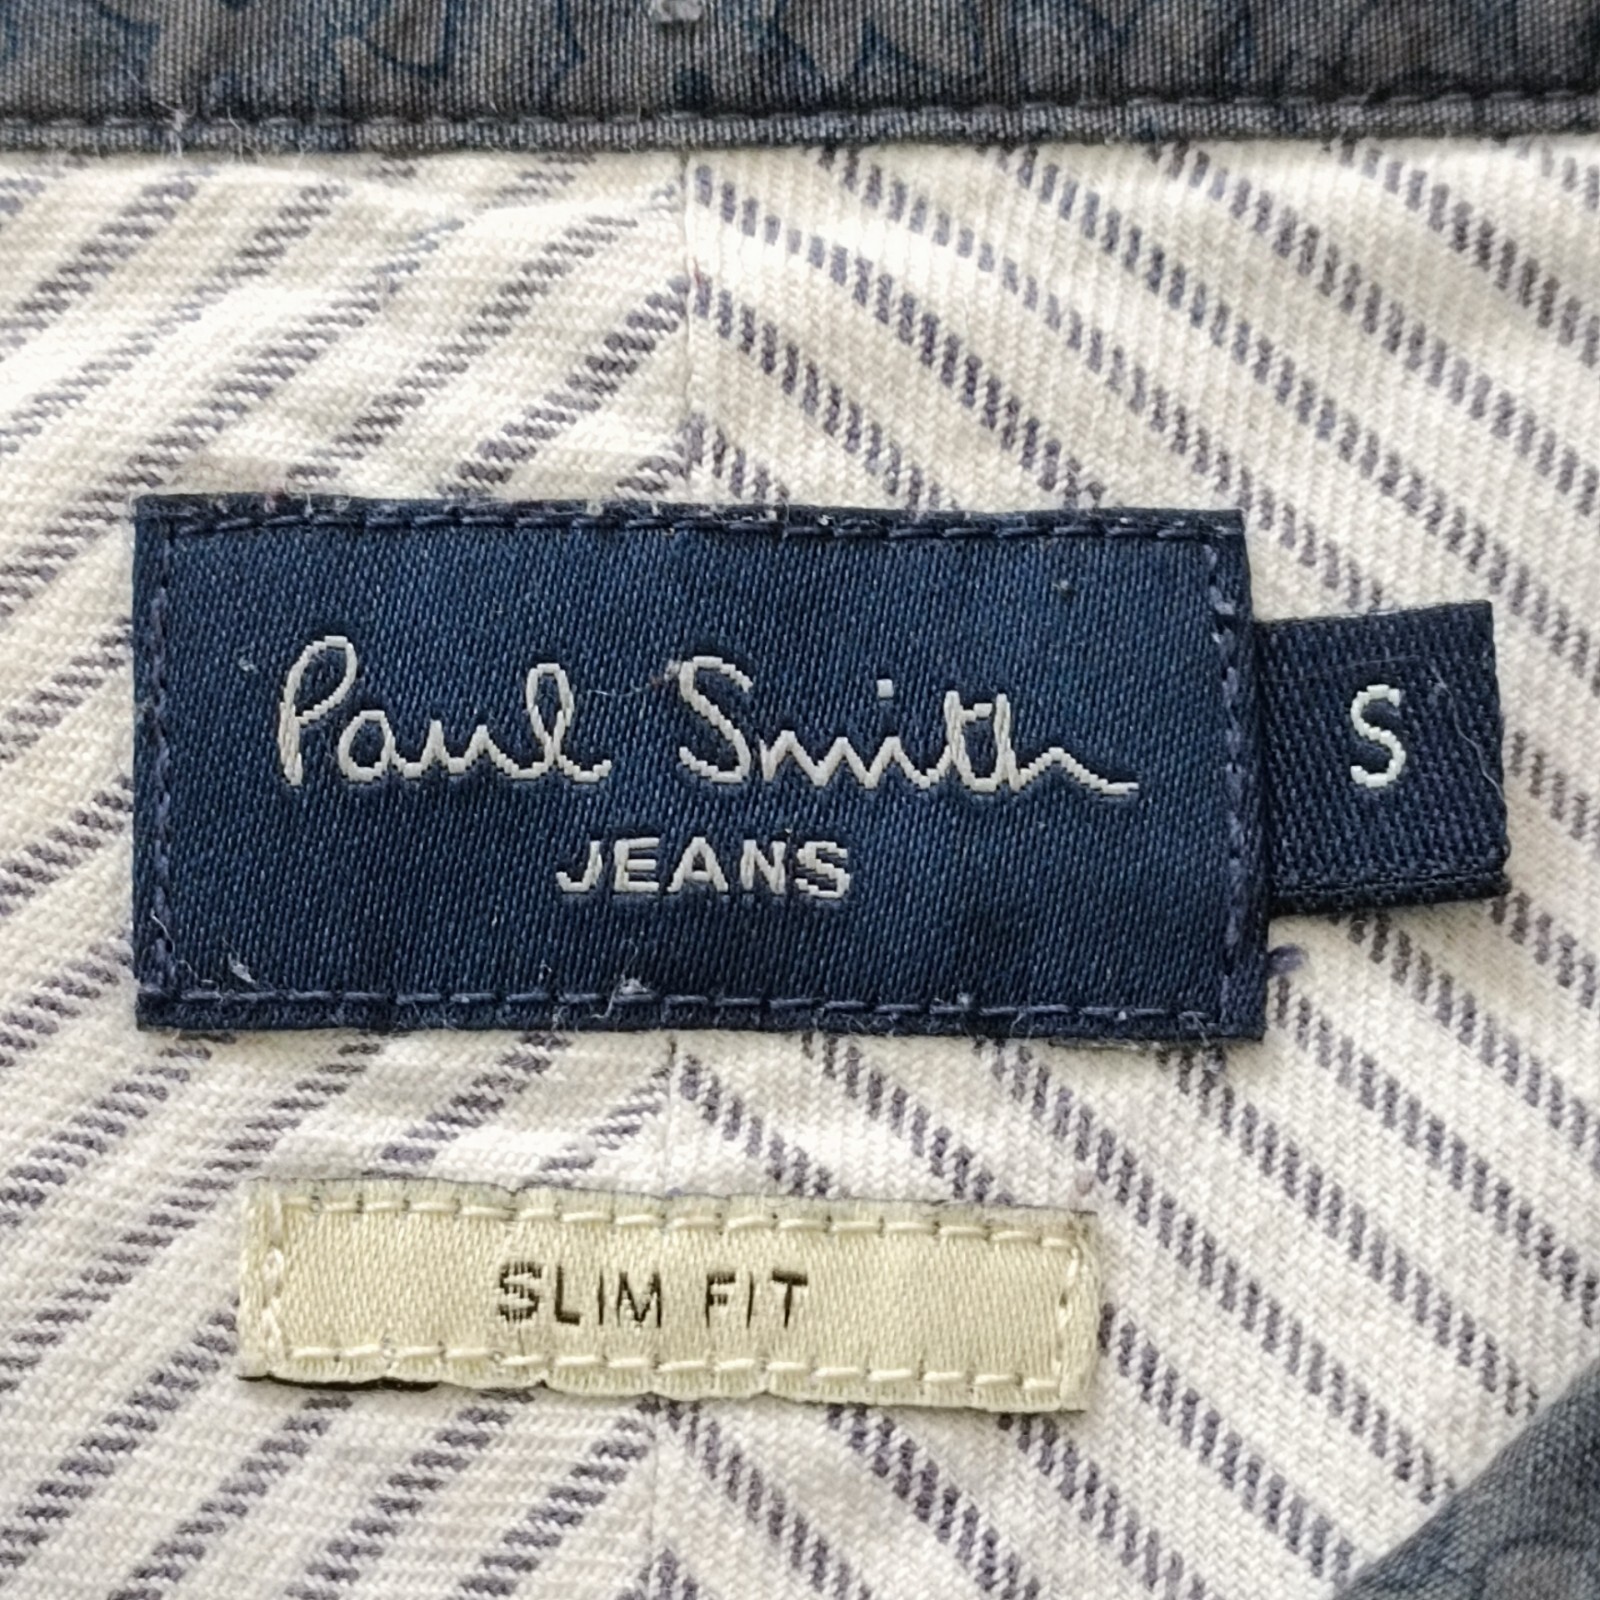 Paul Smith
JEANS
S
SLIM FIT